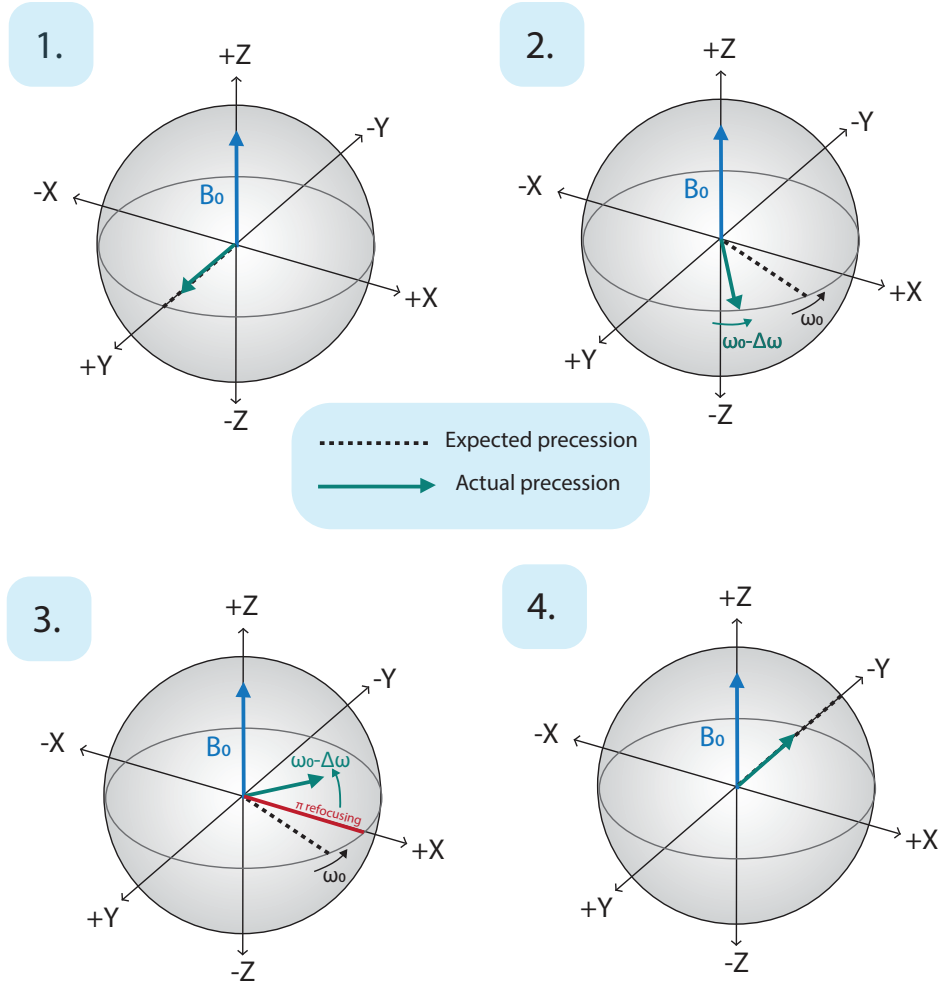 1.
+Z
-Y
-X
B₀
+X
+Y
-Z
2.
+Z
-Y
-X
B₀
+X
ω₀
ω₀-Δω
+Y
-Z
Expected precession
Actual precession
3.
+Z
-Y
-X
B₀
ω₀-Δω
π refocusing
+X
ω₀
+Y
-Z
4.
+Z
-Y
-X
B₀
+X
+Y
-Z